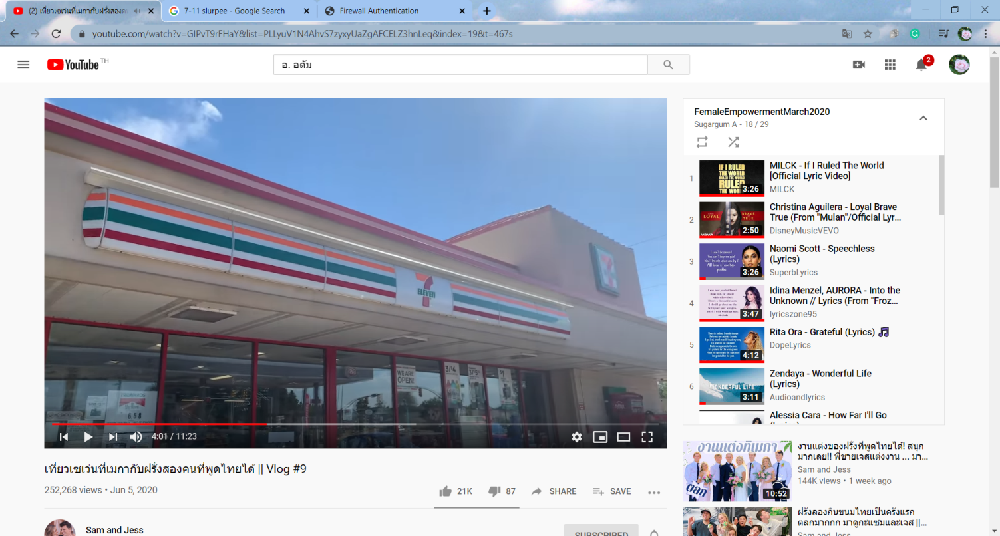 (2) เที่ยวเซเว่นที่เมกากับฝรั่งสองค
7-11 slurpee - Google Search
Firewall Authentication
youtube.com/watch?v=GIPvT9rFHaY&list=PLLyuV1N4AhvS7zyxyUaZgAFCELZ3hnLeq&index=19&t=467s
YouTube TH
อ. อดัม
2
ELEVEN
WE ARE OPEN!
3/$4
4:01 / 11:23
เที่ยวเซเว่นที่เมกากับฝรั่งสองคนที่พูดไทยได้ || Vlog #9
252,268 views • Jun 5, 2020
21K
87
SHARE
SAVE
Sam and Jess
SUBSCRIBED
FemaleEmpowermentMarch2020
Sugargum A - 18 / 29
1
IF I RULED
THE WORLD
RULED THE WORLD
RULE
3:26
MILCK - If I Ruled The World
[Official Lyric Video]
MILCK
2
LOYAL BRAVE TRUE
vevo
2:50
Christina Aguilera - Loyal Brave
True (From "Mulan"/Official Lyr...
DisneyMusicVEVO
3
3:26
Naomi Scott - Speechless
(Lyrics)
SuperbLyrics
4
3:47
Idina Menzel, AURORA - Into the
Unknown // Lyrics (From "Froz...
lyricszone95
5
4:12
Rita Ora - Grateful (Lyrics) 🎵
DopeLyrics
6
WONDERFUL LIFE
3:11
Zendaya - Wonderful Life
(Lyrics)
Audioandlyrics
Alessia Cara - How Far I'll Go
(Lyrics)
งานแต่งที่เมกา
ตลก
10:52
งานแต่งของฝรั่งที่พูดไทยได้! สนุก
มากเลย!! พี่ชายเจสแต่งงาน ... มา...
Sam and Jess
144K views • 1 week ago
ฝรั่งลองกินขนมไทยเป็นครั้งแรก
ตลกมากกก มาดูกะแซมและเจส ||...
Sam and Jess